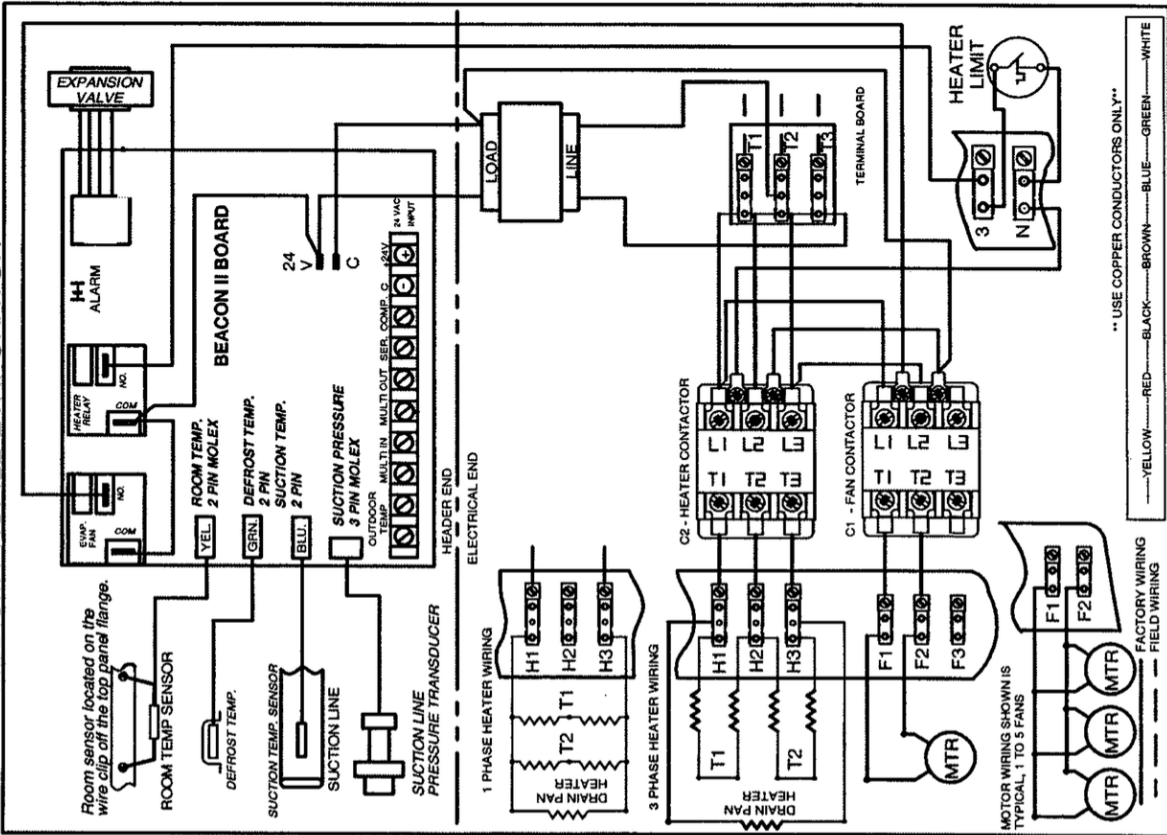 EXPANSION
VALVE
ALARM
HEATER
RELAY
NO.
COM
EVAP.
FAN
NO.
COM
BEACON II BOARD
24
V
C
ROOM TEMP.
2 PIN MOLEX
YEL.
DEFROST TEMP.
2 PIN
GRN.
SUCTION TEMP.
2 PIN
BLU.
SUCTION PRESSURE
3 PIN MOLEX
OUTDOOR
TEMP
MULTI IN
MULTI OUT
SER.
COMP.
C
+24V
24 VAC
INPUT
Room sensor located on the
wire clip off the top panel flange.
ROOM TEMP SENSOR
DEFROST TEMP.
SUCTION TEMP. SENSOR
SUCTION LINE
SUCTION LINE
PRESSURE TRANSDUCER
HEADER END
ELECTRICAL END
LOAD
LINE
T1
T2
T3
TERMINAL BOARD
HEATER
LIMIT
3
N
1 PHASE HEATER WIRING
H1
H2
H3
T1
T2
DRAIN PAN
HEATER
3 PHASE HEATER WIRING
H1
H2
H3
T1
T2
DRAIN PAN
HEATER
F1
F2
F3
MTR
C2 - HEATER CONTACTOR
L1
L2
L3
T1
T2
T3
C1 - FAN CONTACTOR
L1
L2
L3
T1
T2
T3
MOTOR WIRING SHOWN IS
TYPICAL, 1 TO 5 FANS
F1
F2
MTR
MTR
MTR
FACTORY WIRING
FIELD WIRING
** USE COPPER CONDUCTORS ONLY**
YELLOW RED BLACK BROWN BLUE GREEN WHITE